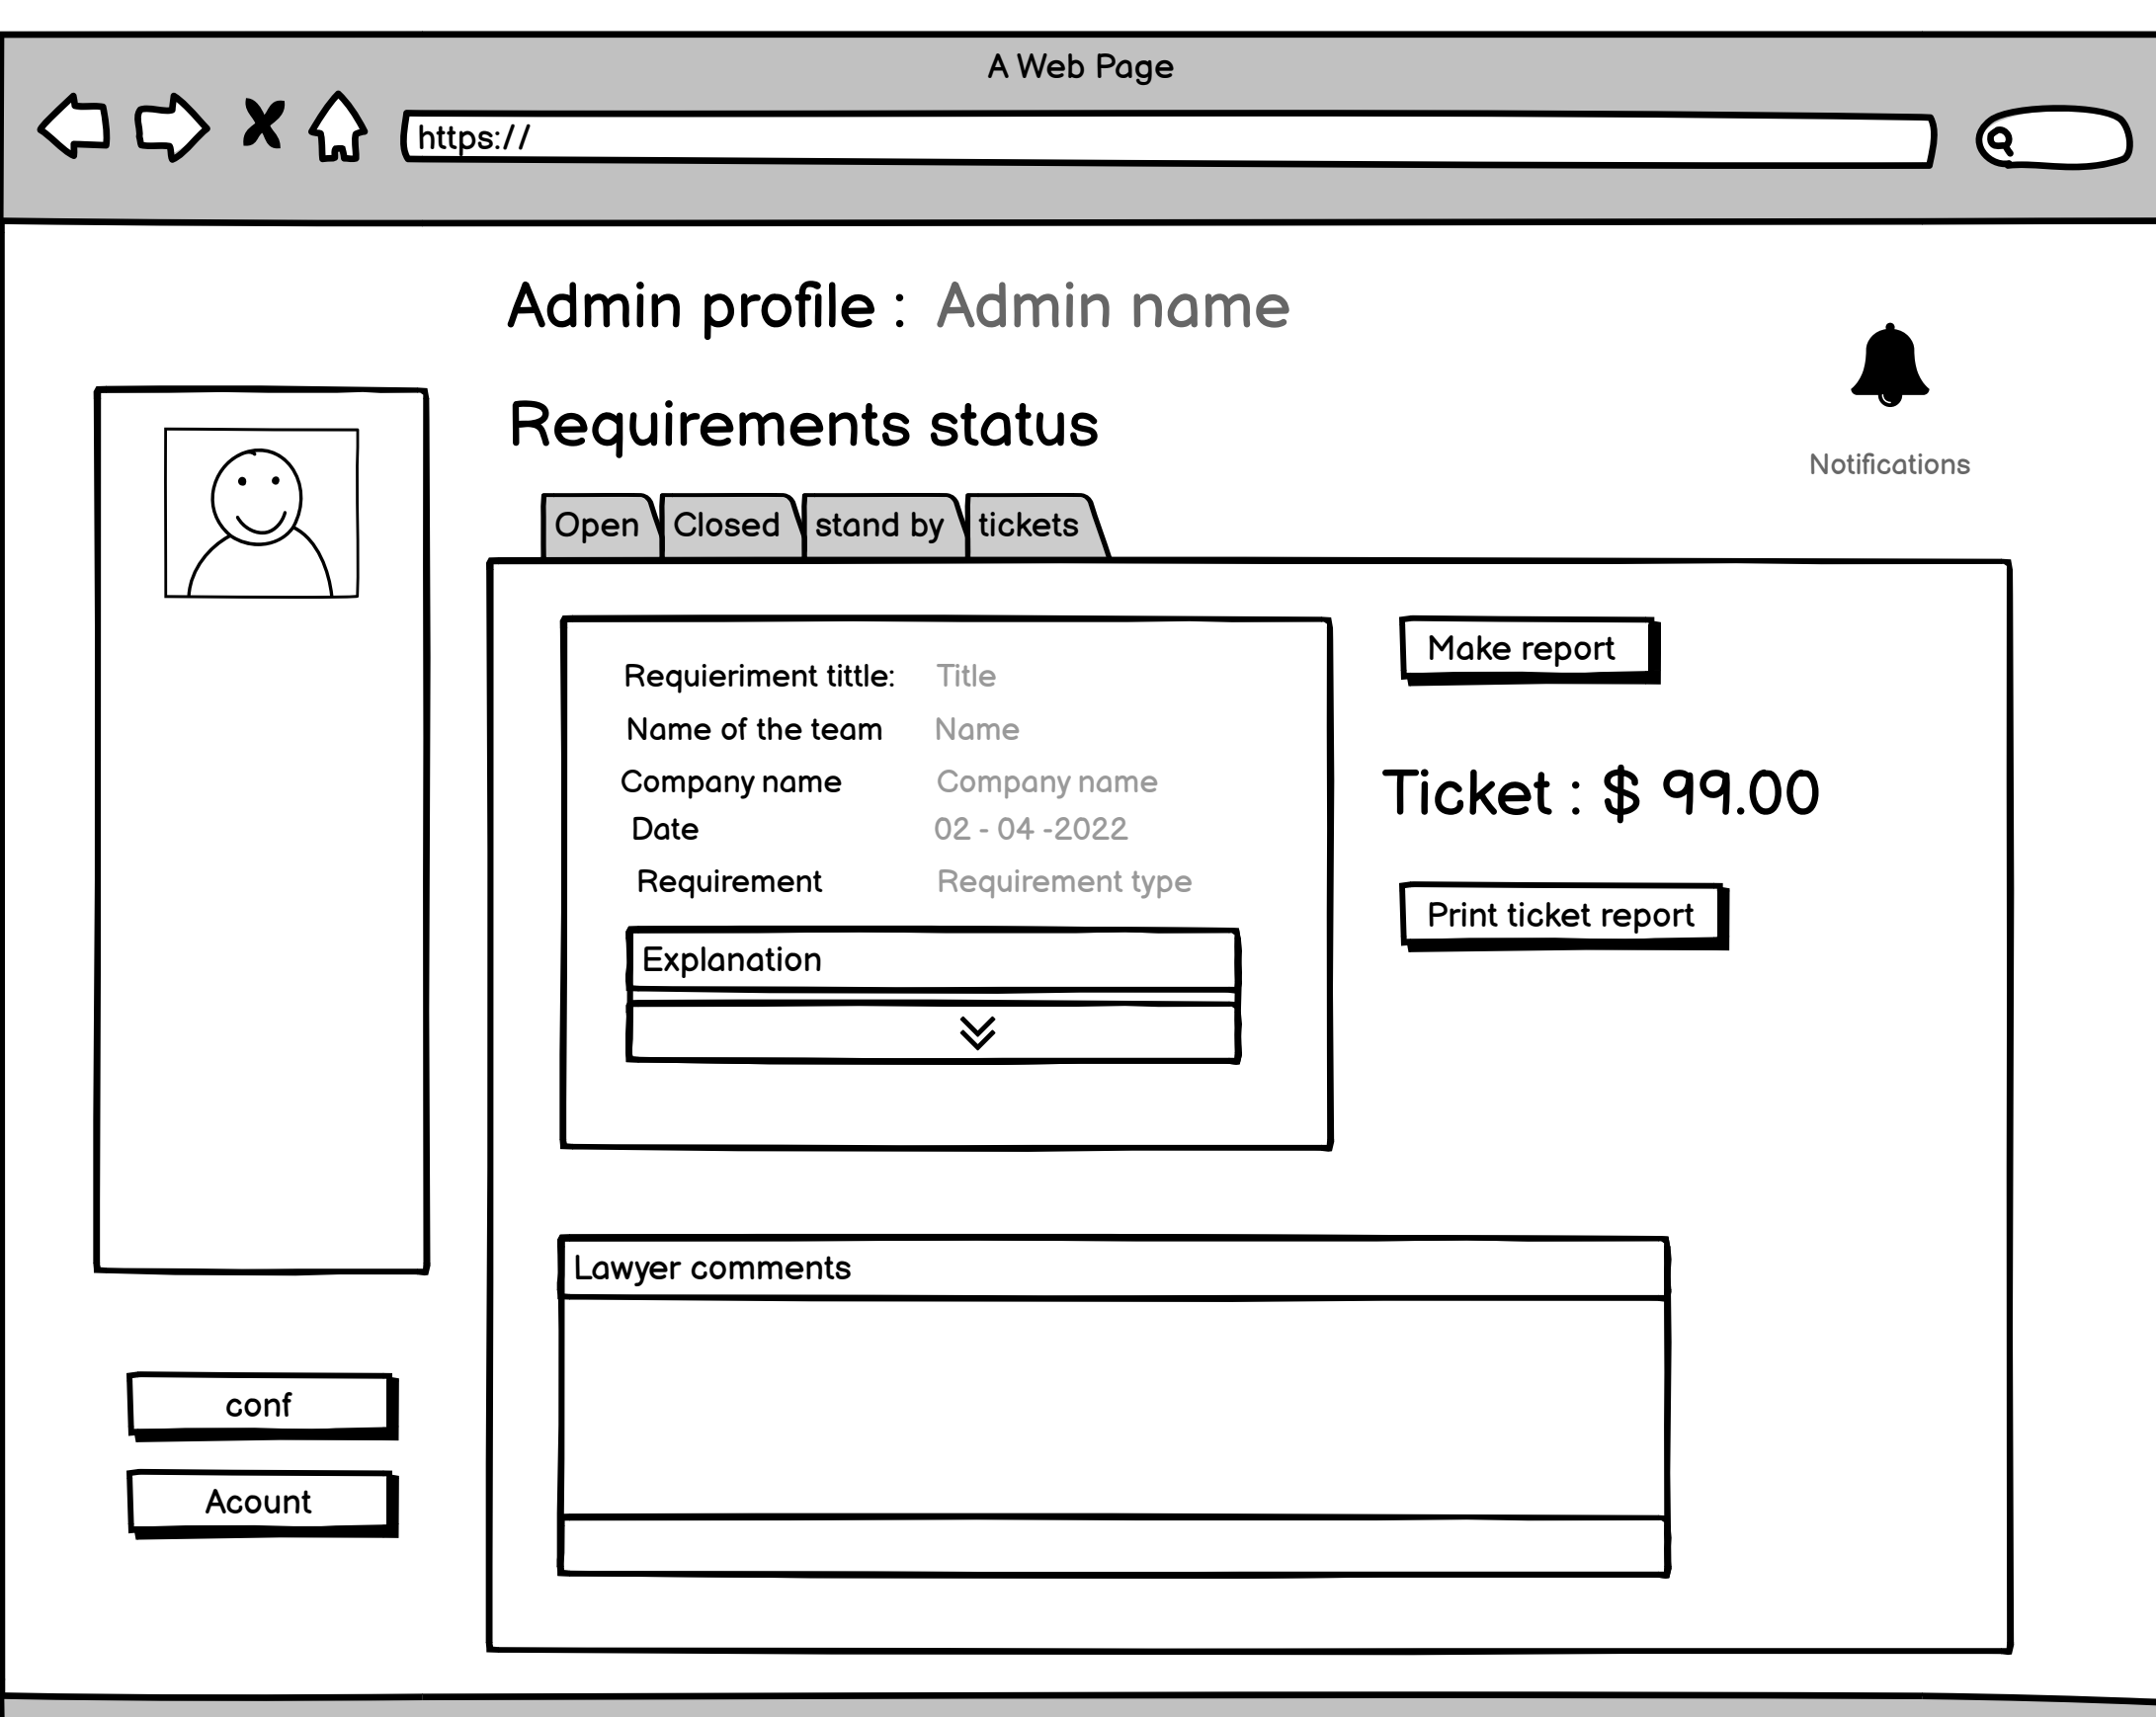 A Web Page
https://
Admin profile : Admin name
Requirements status
Notifications
Open Closed stand by tickets
Requieriment tittle: Title
Name of the team Name
Company name Company name
Date 02 - 04 -2022
Requirement Requirement type
Explanation
Make report
Ticket : $ 99.00
Print ticket report
Lawyer comments
conf
Acount